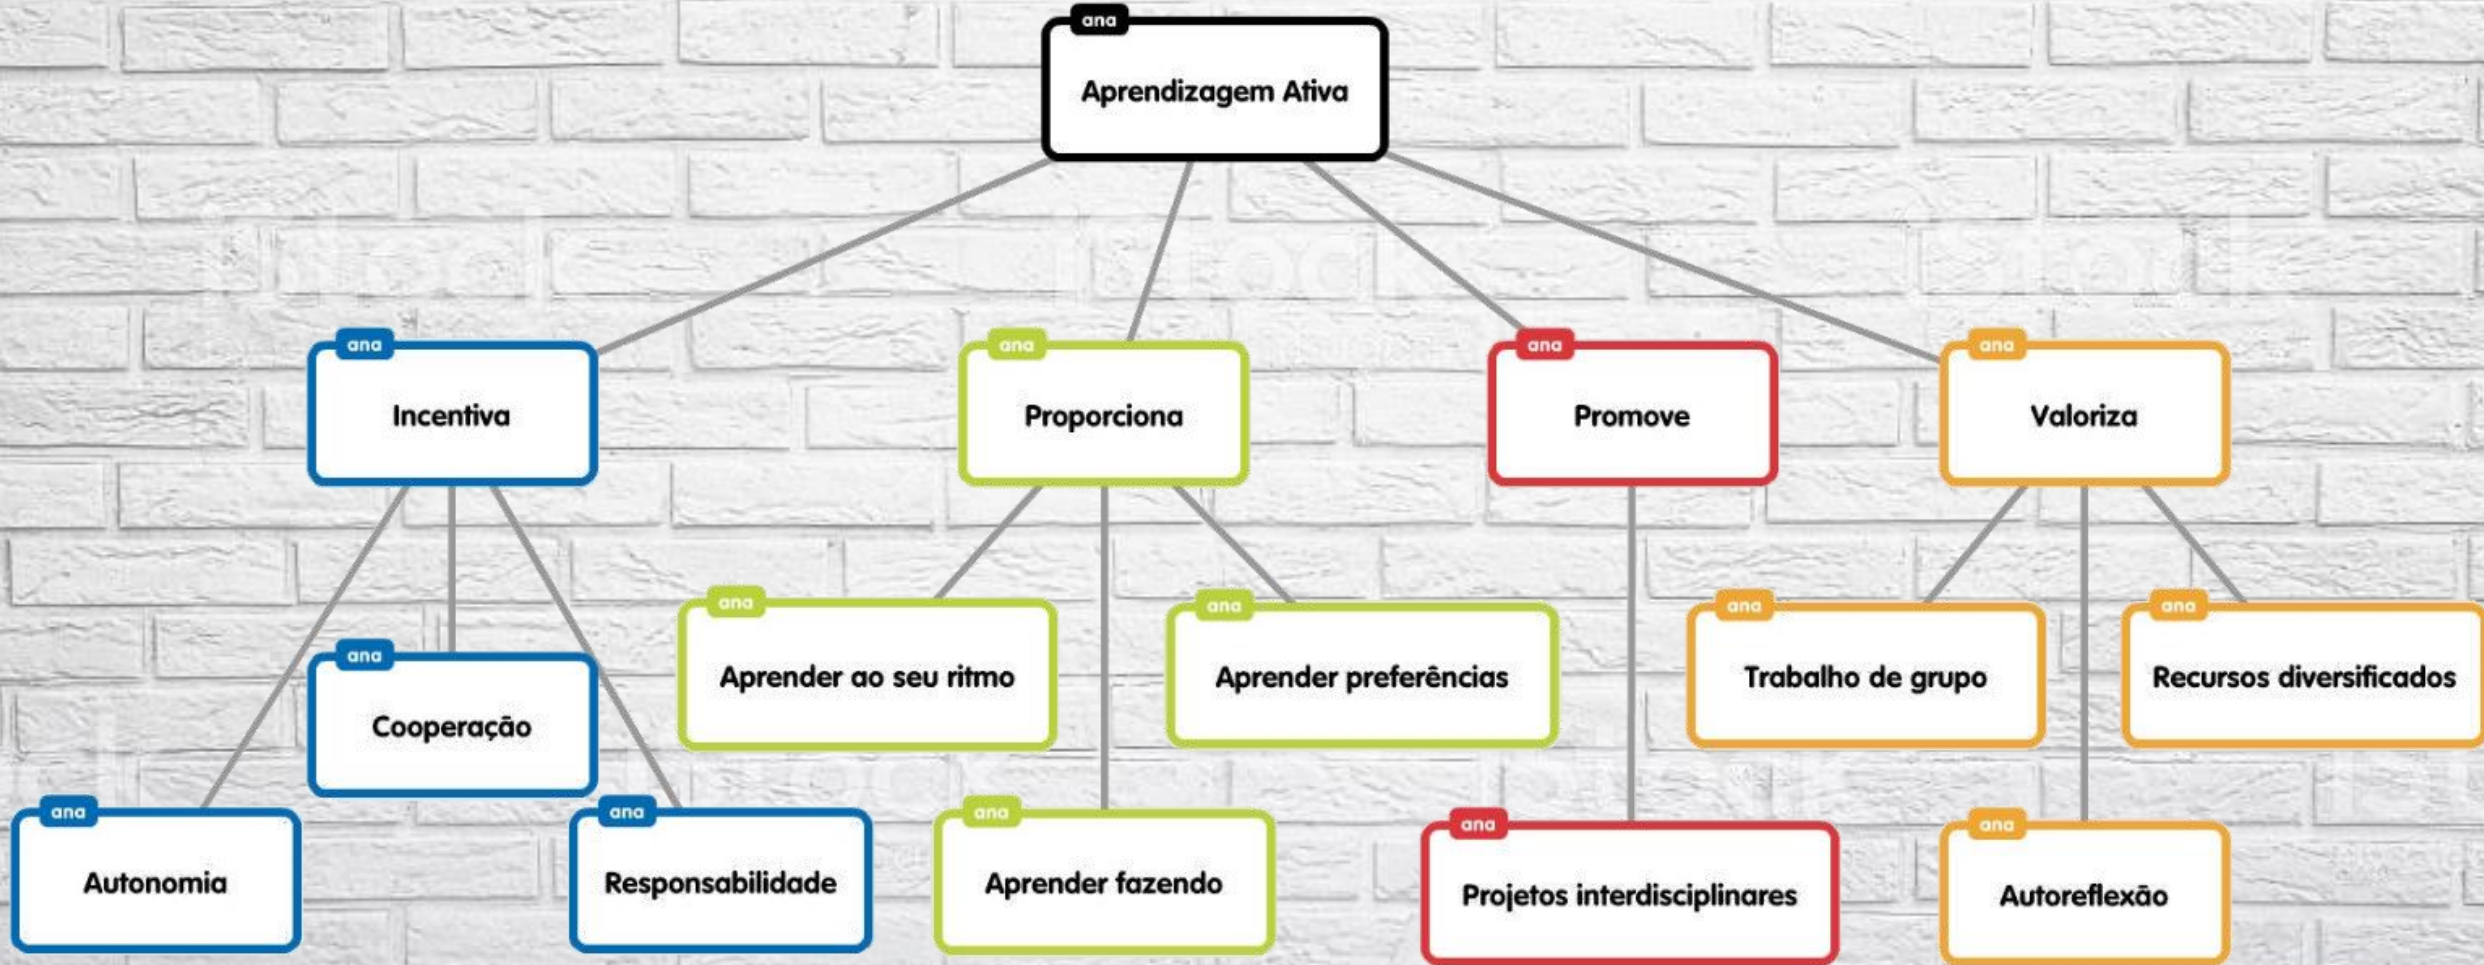 ana
Aprendizagem Ativa
ana
Incentiva
ana
Proporciona
ana
Promove
ana
Valoriza
ana
Autonomia
ana
Cooperação
ana
Responsabilidade
ana
Aprender ao seu ritmo
ana
Aprender fazendo
ana
Aprender preferências
ana
Projetos interdisciplinares
ana
Trabalho de grupo
ana
Autoreflexão
ana
Recursos diversificados